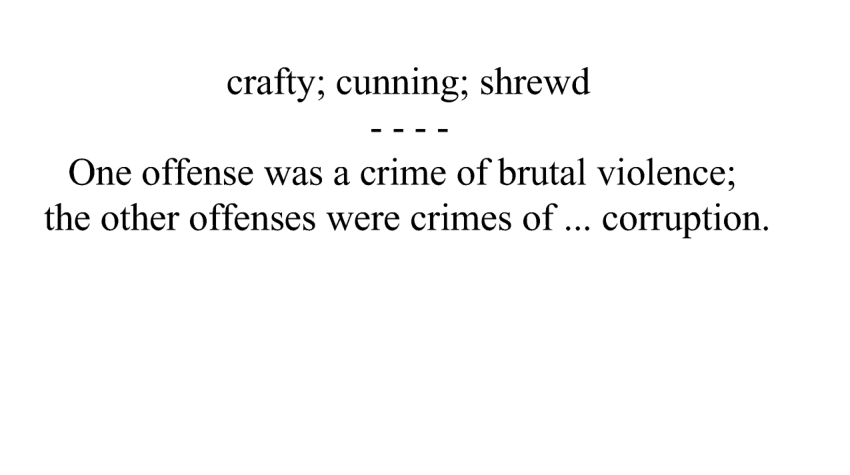 crafty; cunning; shrewd
- - - -
One offense was a crime of brutal violence;
the other offenses were crimes of ... corruption.